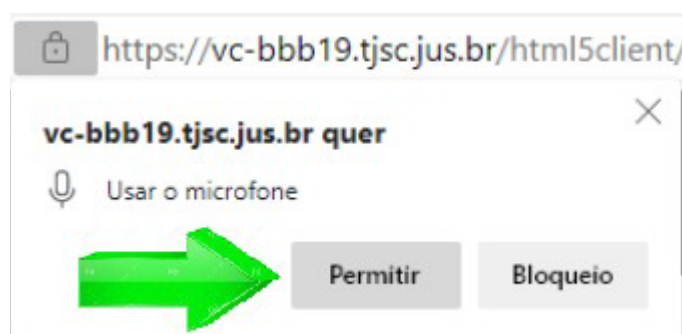 https://vc-bbb19.tjsc.jus.br/html5client/
vc-bbb19.tjsc.jus.br quer
Usar o microfone
Permitir
Bloqueio